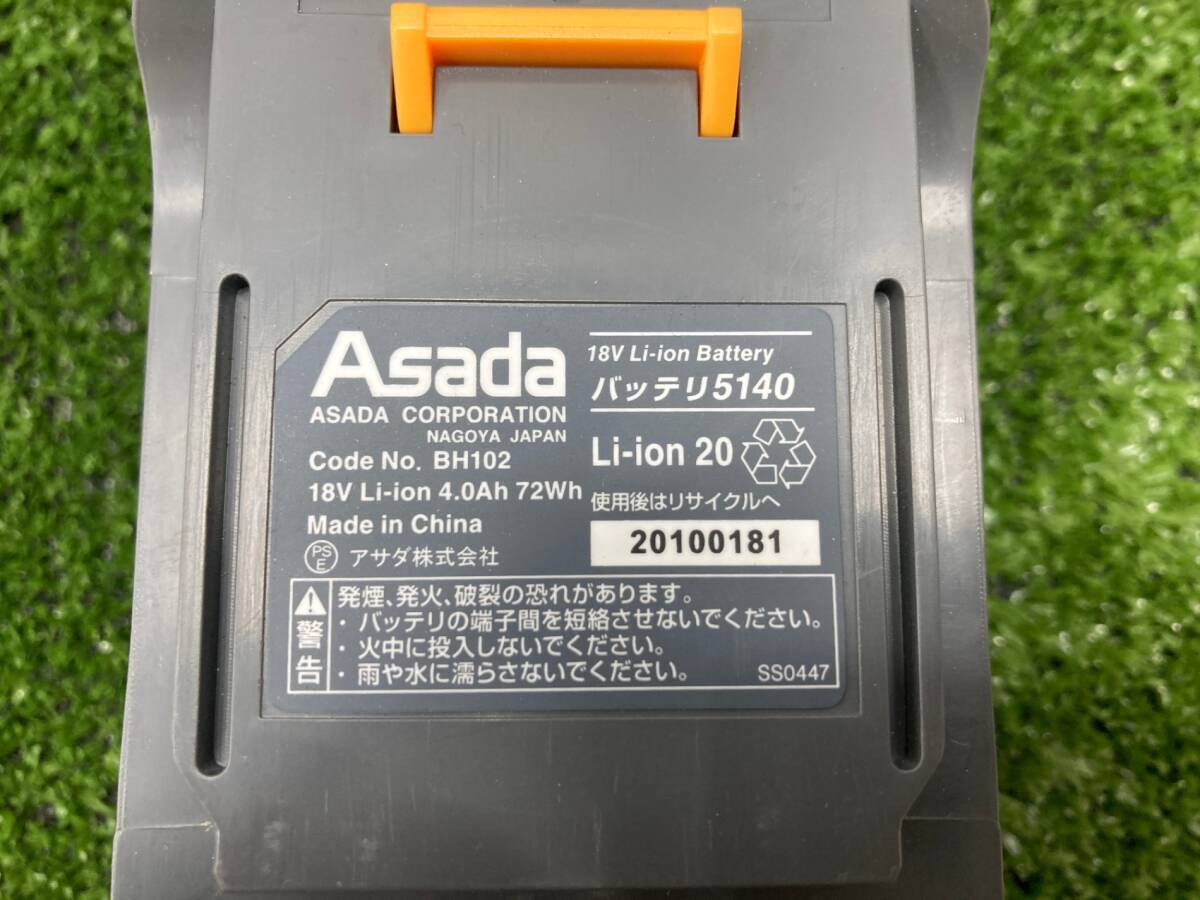 Asada
ASADA CORPORATION
NAGOYA JAPAN
Code No. BH102
18V Li-ion 4.0Ah 72Wh
Made in China
PSE アサダ株式会社
18V Li-ion Battery
バッテリ5140
Li-ion 20
使用後はリサイクルへ
20100181
警告
発煙、発火、破裂の恐れがあります。
・バッテリの端子間を短絡させないでください。
・火中に投入しないでください。
・雨や水に濡らさないでください。
SS0447